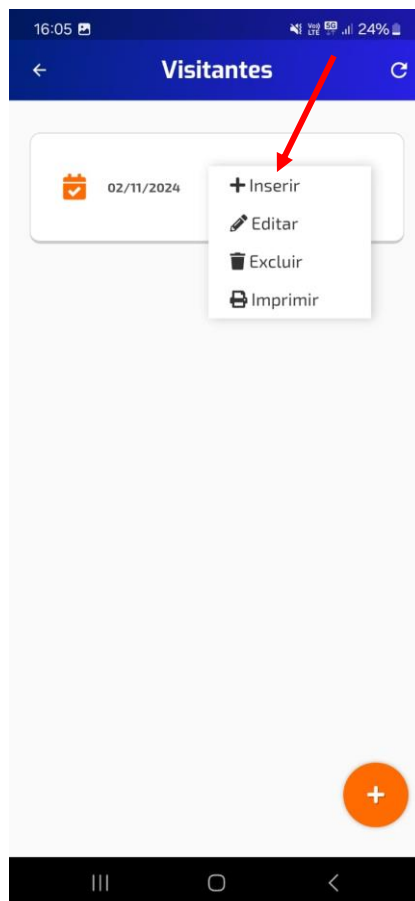 16:05 24%
Visitantes
02/11/2024
Inserir
Editar
Excluir
Imprimir